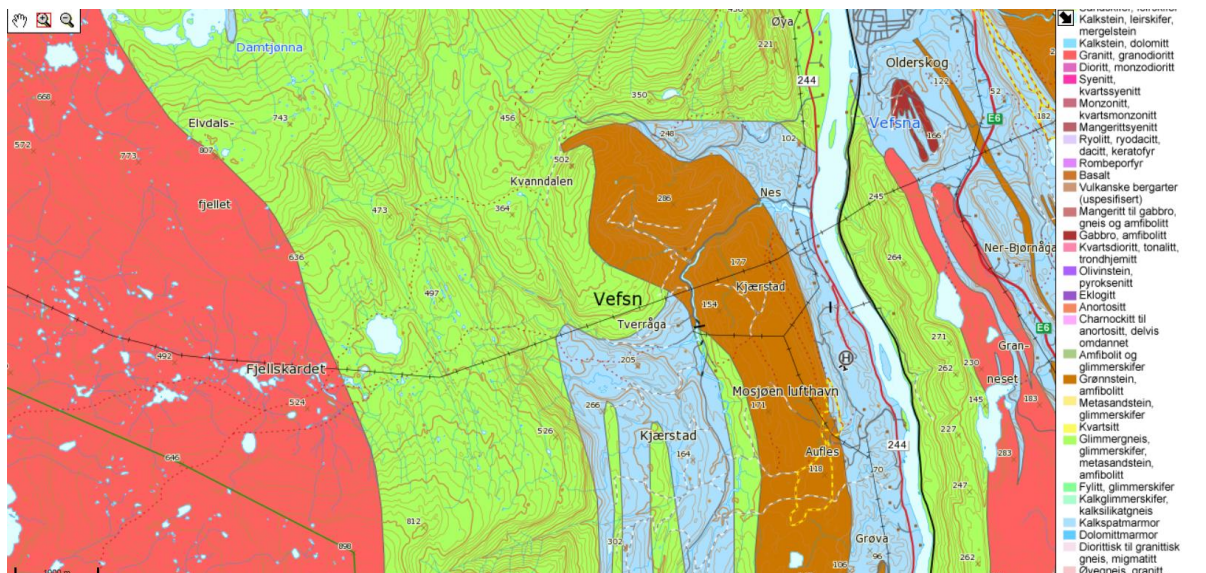 Øya
221
Damtjønna
244
Olderskog
122
52
350
668
743
456
248
102
Vefsna
E6
182
166
Elvdals-
572
773
807
502
Kvanndalen
Nes
286
245
fjellet
473
364
636
264
Ner-Bjørnåga
177
497
Kjærstad
Vefsn
154
Tverråga
E6
271
Gran-
492
205
Fjellskardet
262
230
neset
Mosjøen lufthavn
524
266
171
145
183
526
Kjærstad
227
244
646
164
Aufles
283
118
70
247
812
302
Grøva
898
96
262
106
1000 m
Kalkstein, leirskifer,
mergelstein
Kalkstein, dolomitt
Granitt, granodioritt
Dioritt, monzodioritt
Syenitt,
kvartssyenitt
Monzonitt,
kvartsmonzonitt
Mangerittsyenitt
Ryolitt, ryodacitt,
dacitt, keratofyr
Rombeporfyr
Basalt
Vulkanske bergarter
(uspesifisert)
Mangeritt til gabbro,
gneis og amfibolitt
Gabbro, amfibolitt
Kvartsdioritt, tonalitt,
trondhjemitt
Olivinstein,
pyroksenitt
Eklogitt
Anortositt
Charnockitt til
anortositt, delvis
omdannet
Amfibolitt og
glimmerskifer
Grønnstein,
amfibolitt
Metasandstein,
glimmerskifer
Kvartsitt
Glimmergneis,
glimmerskifer,
metasandstein,
amfibolitt
Fylitt, glimmerskifer
Kalkglimmerskifer,
kalksilikatgneis
Kalkspatmarmor
Dolomittmarmor
Diorittisk til granittisk
gneis, migmatitt
Øyegneis, granitt